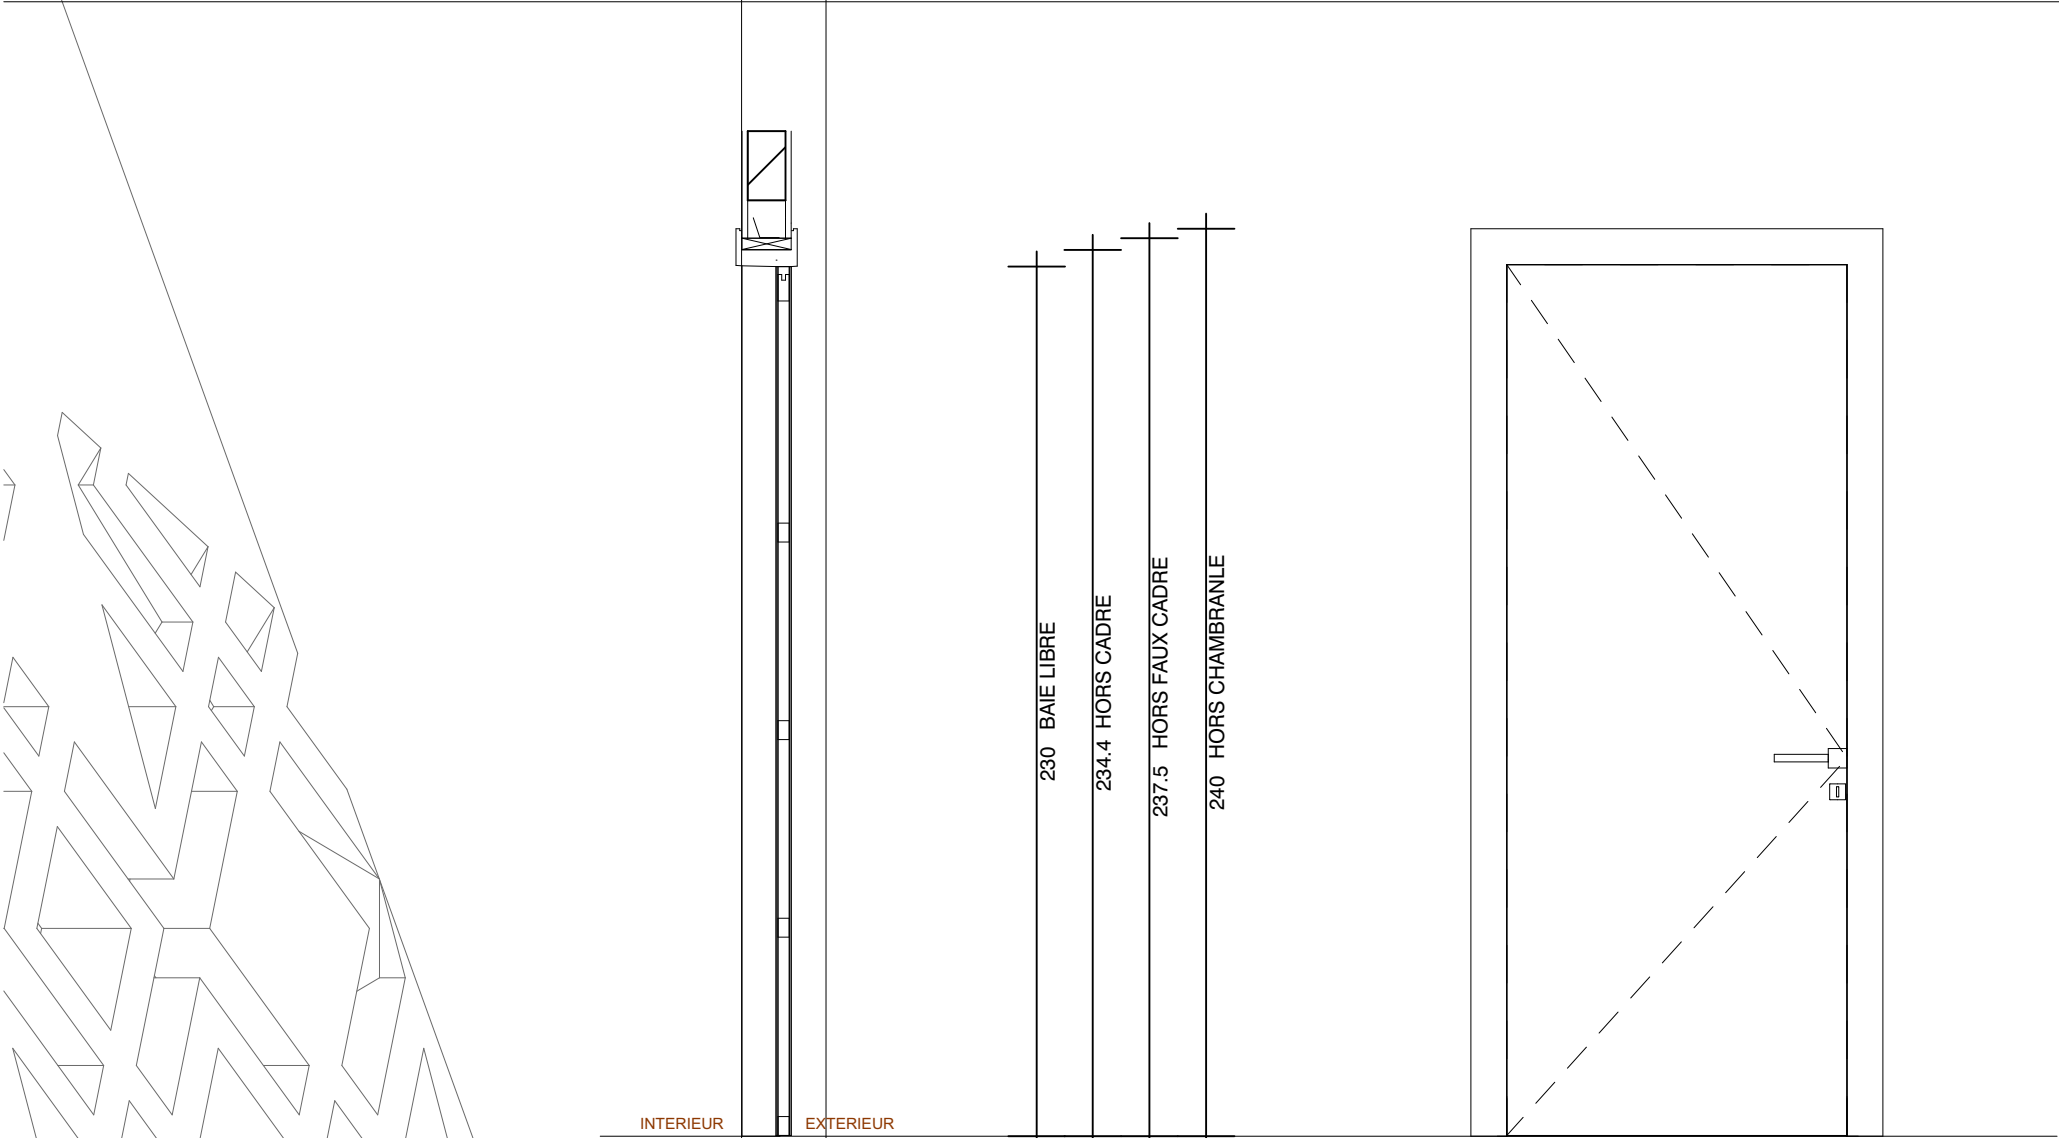 230 BAIE LIBRE
234.4 HORS CADRE
237.5 HORS FAUX CADRE
240 HORS CHAMBRANLE
INTERIEUR
EXTERIEUR